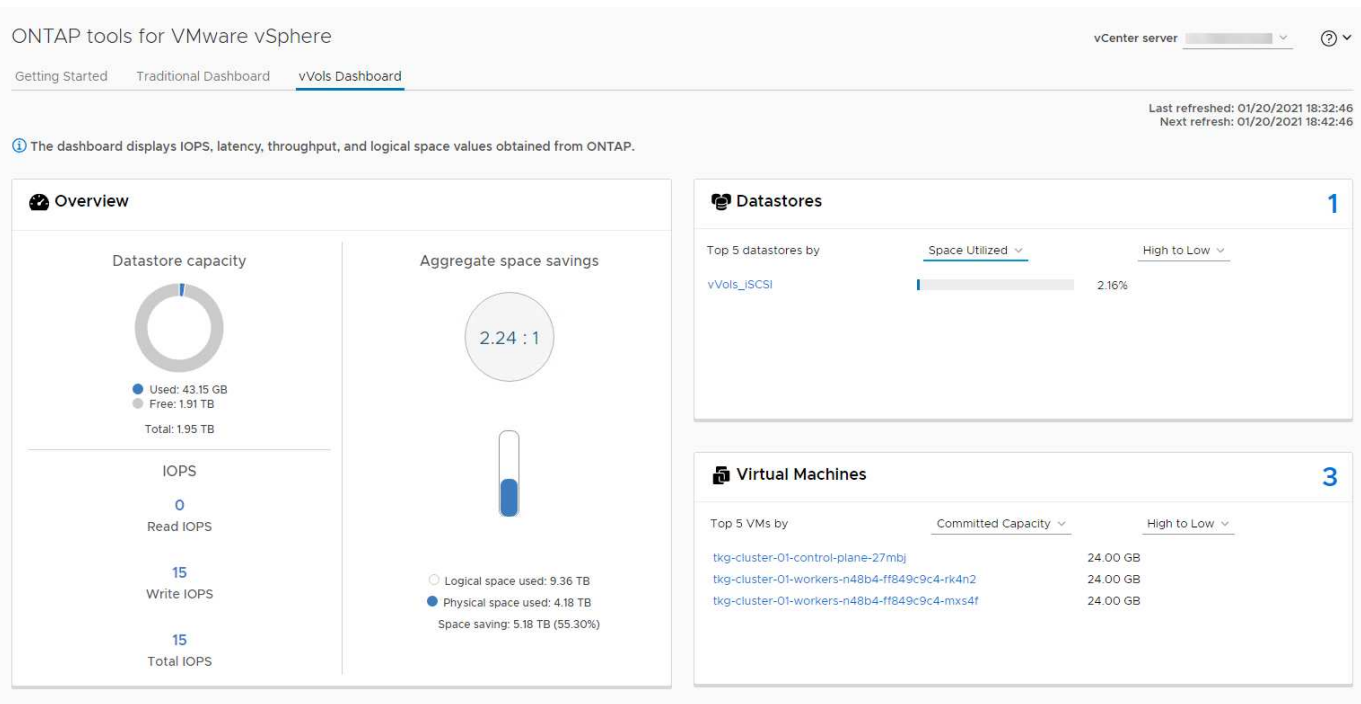 ONTAP tools for VMware vSphere
vCenter server
Getting Started Traditional Dashboard vVols Dashboard
Last refreshed: 01/20/2021 18:32:46
Next refresh: 01/20/2021 18:42:46
The dashboard displays IOPS, latency, throughput, and logical space values obtained from ONTAP.
Overview
Datastore capacity
Used: 43.15 GB
Free: 1.91 TB
Total: 1.95 TB
IOPS
0
Read IOPS
15
Write IOPS
15
Total IOPS
Aggregate space savings
2.24 : 1
Logical space used: 9.36 TB
Physical space used: 4.18 TB
Space saving: 5.18 TB (55.30%)
Datastores 1
Top 5 datastores by Space Utilized High to Low
vVols_iSCSI 2.16%
Virtual Machines 3
Top 5 VMs by Committed Capacity High to Low
tkg-cluster-01-control-plane-27mbj 24.00 GB
tkg-cluster-01-workers-n48b4-ff849c9c4-rk4n2 24.00 GB
tkg-cluster-01-workers-n48b4-ff849c9c4-mxs4f 24.00 GB